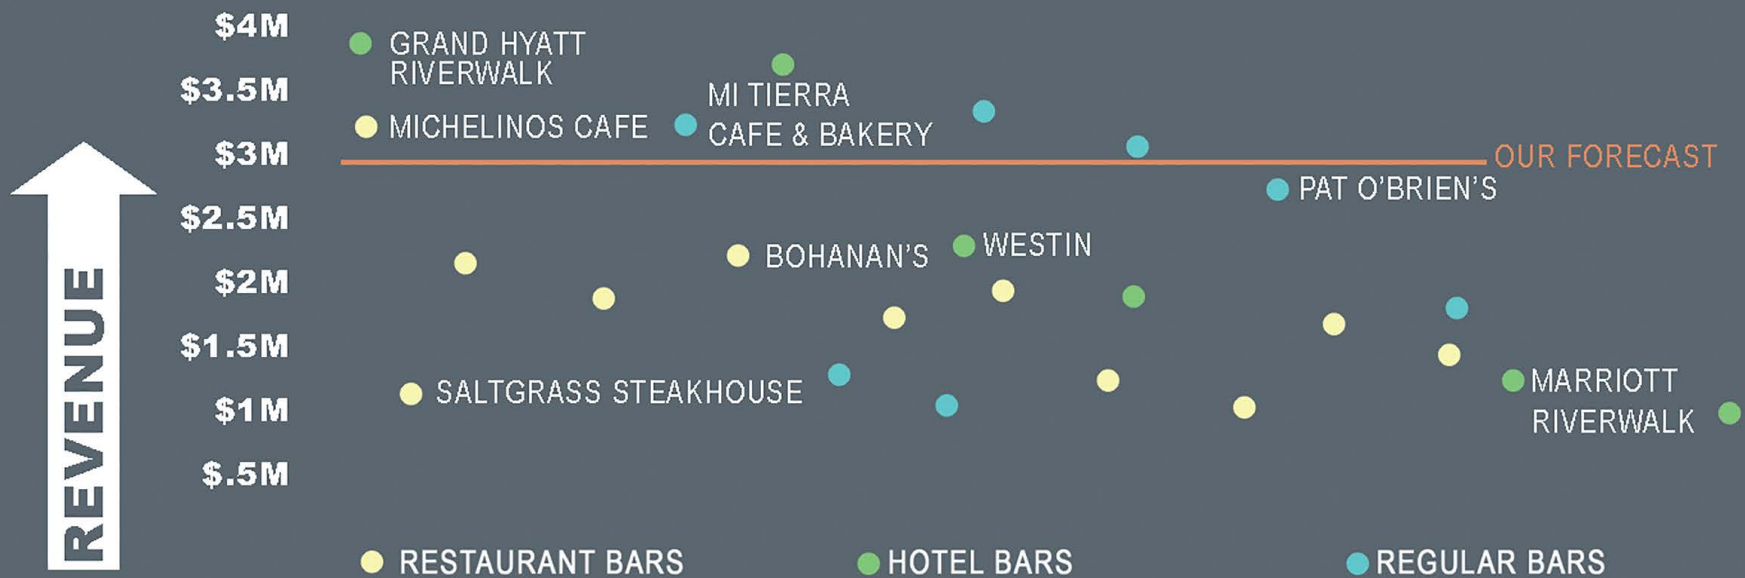 $4M
$3.5M
$3M
$2.5M
$2M
$1.5M
$1M
$.5M
REVENUE
GRAND HYATT
RIVERWALK
MICHELINOS CAFE
MI TIERRA
CAFE & BAKERY
OUR FORECAST
PAT O'BRIEN'S
BOHANAN'S
WESTIN
SALTGRASS STEAKHOUSE
MARRIOTT
RIVERWALK
RESTAURANT BARS
HOTEL BARS
REGULAR BARS